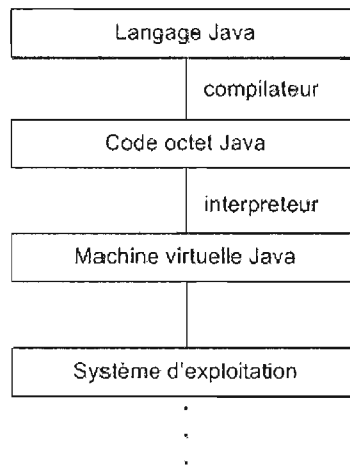 Langage Java
compilateur
Code octet Java
interpreteur
Machine virtuelle Java
Système d'exploitation